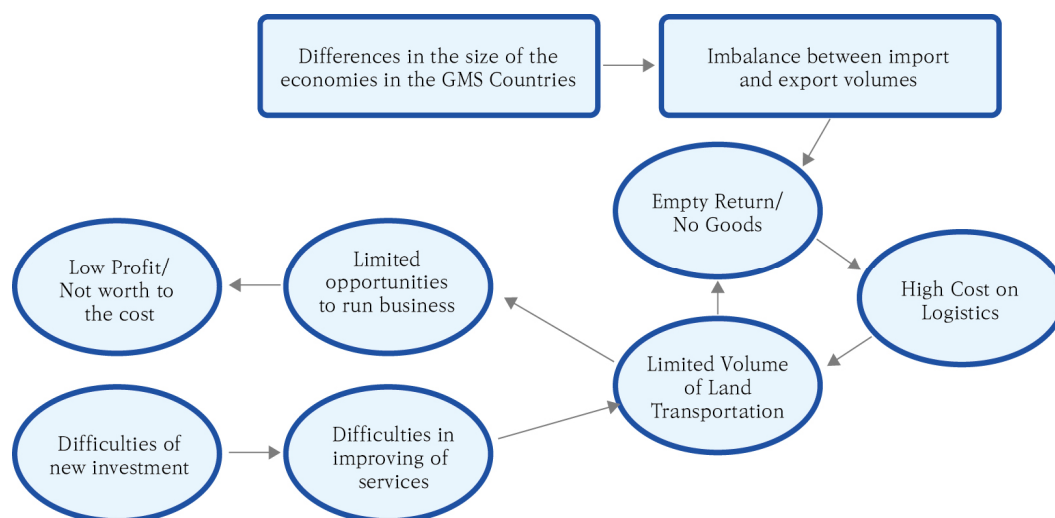 Differences in the size of the
economies in the GMS Countries
Imbalance between import
and export volumes
Empty Return/
No Goods
High Cost on
Logistics
Limited Volume
of Land
Transportation
Limited
opportunities
to run business
Low Profit/
Not worth to
the cost
Difficulties of
new investment
Difficulties in
improving of
services